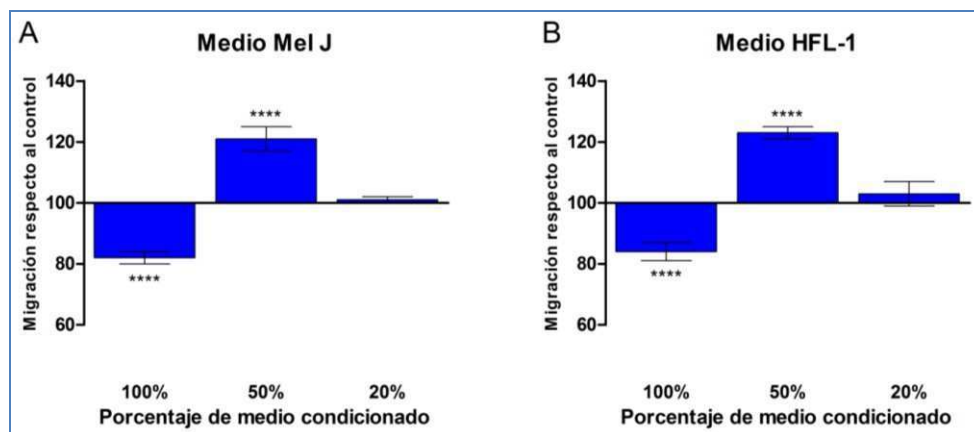 A
Medio Mel J
Migración respecto al control
140
120
100
80
60
****
****
100% 50% 20%
Porcentaje de medio condicionado
B
Medio HFL-1
Migración respecto al control
140
120
100
80
60
****
****
100% 50% 20%
Porcentaje de medio condicionado